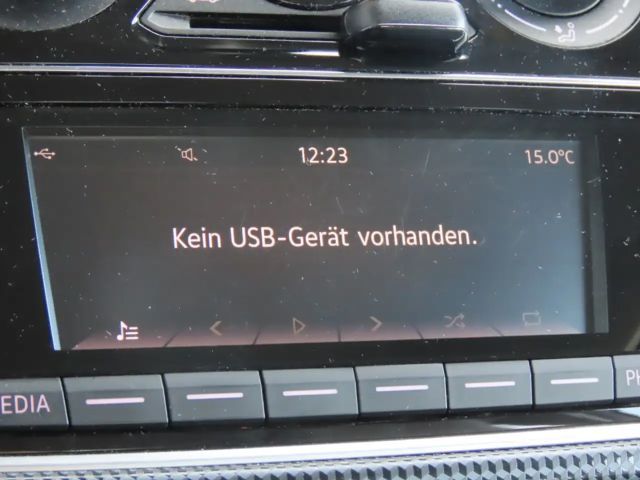 12:23
15.0°C
Kein USB-Gerät vorhanden.
EDIA
PH